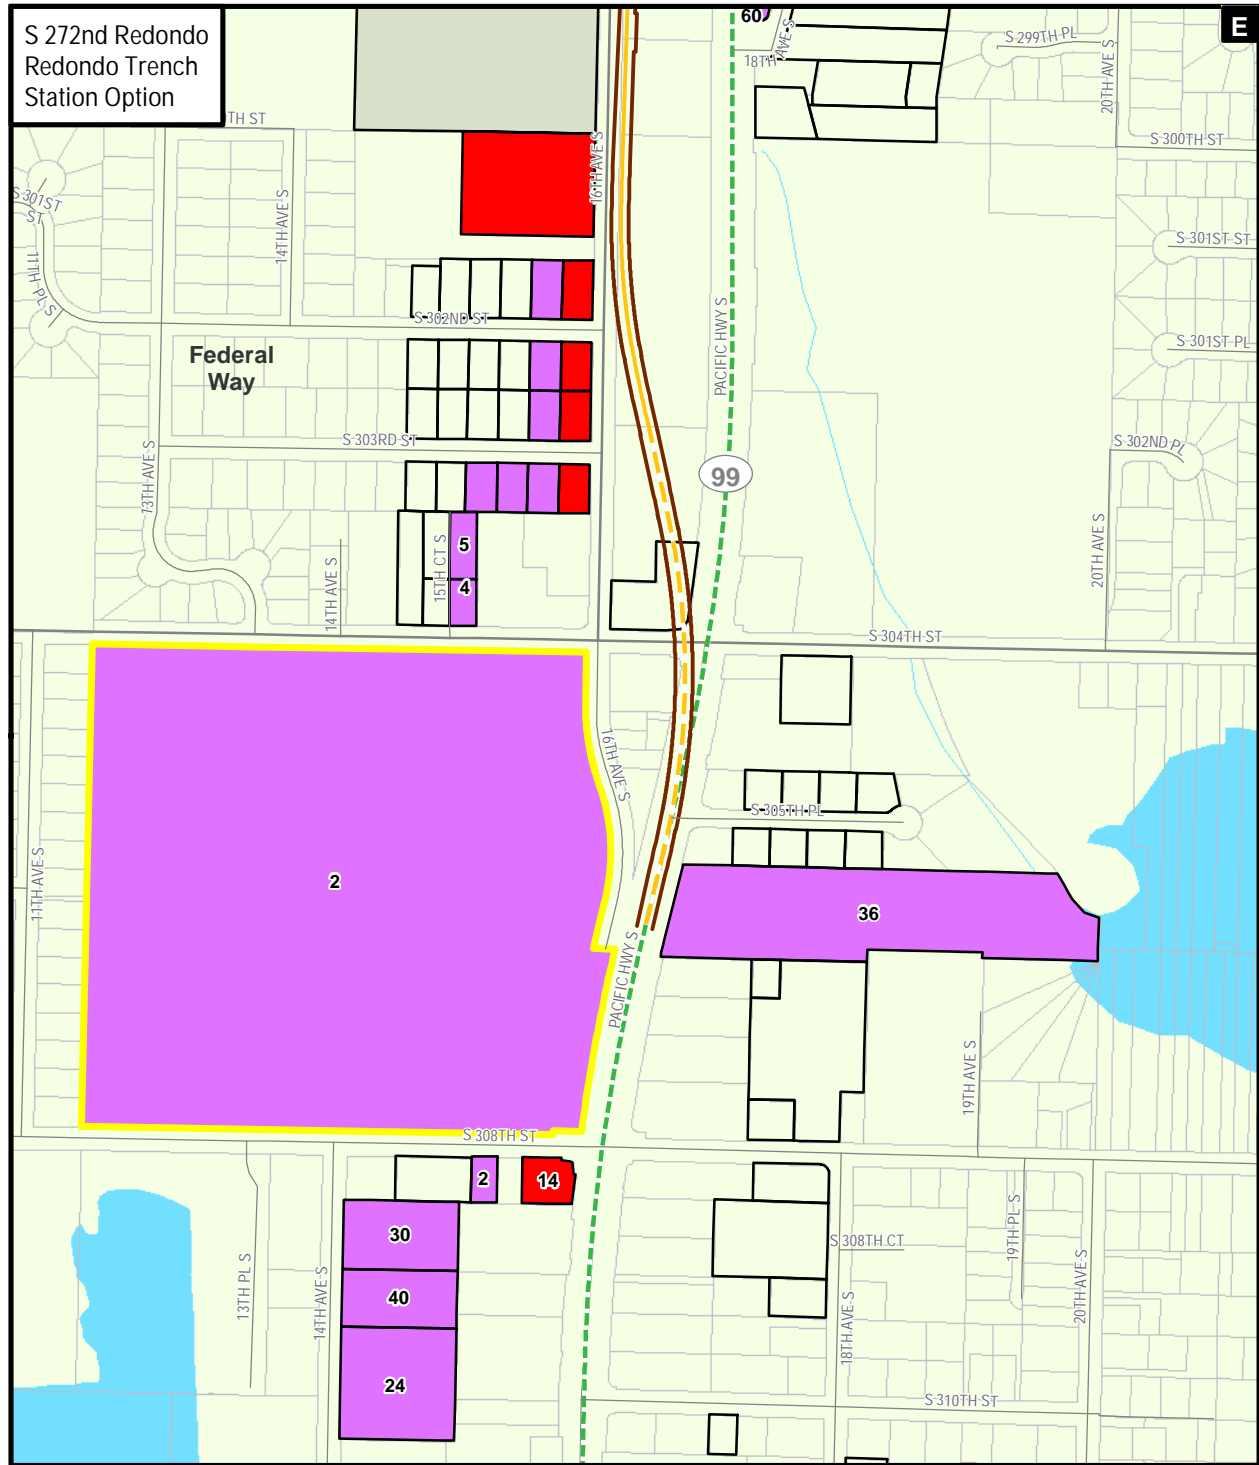 S 272nd Redondo
Redondo Trench
Station Option
E
60
18TH AVE S
S 299TH PL
20TH AVE S
TH ST
S 300TH ST
16TH AVE S
S 301ST ST
14TH AVE S
S 301ST ST
11TH PL S
S 302ND ST
PACIFIC HWY S
S 301ST PL
Federal
Way
S 303RD ST
S 302ND PL
13TH AVE S
99
20TH AVE S
5
15TH CT S
14TH AVE S
4
S 304TH ST
16TH AVE S
S 305TH PL
11TH AVE S
2
36
PACIFIC HWY S
19TH AVE S
S 308TH ST
2
14
30
S 308TH CT
19TH PL S
13TH PL S
14TH AVE S
40
20TH AVE S
18TH AVE S
24
S 310TH ST